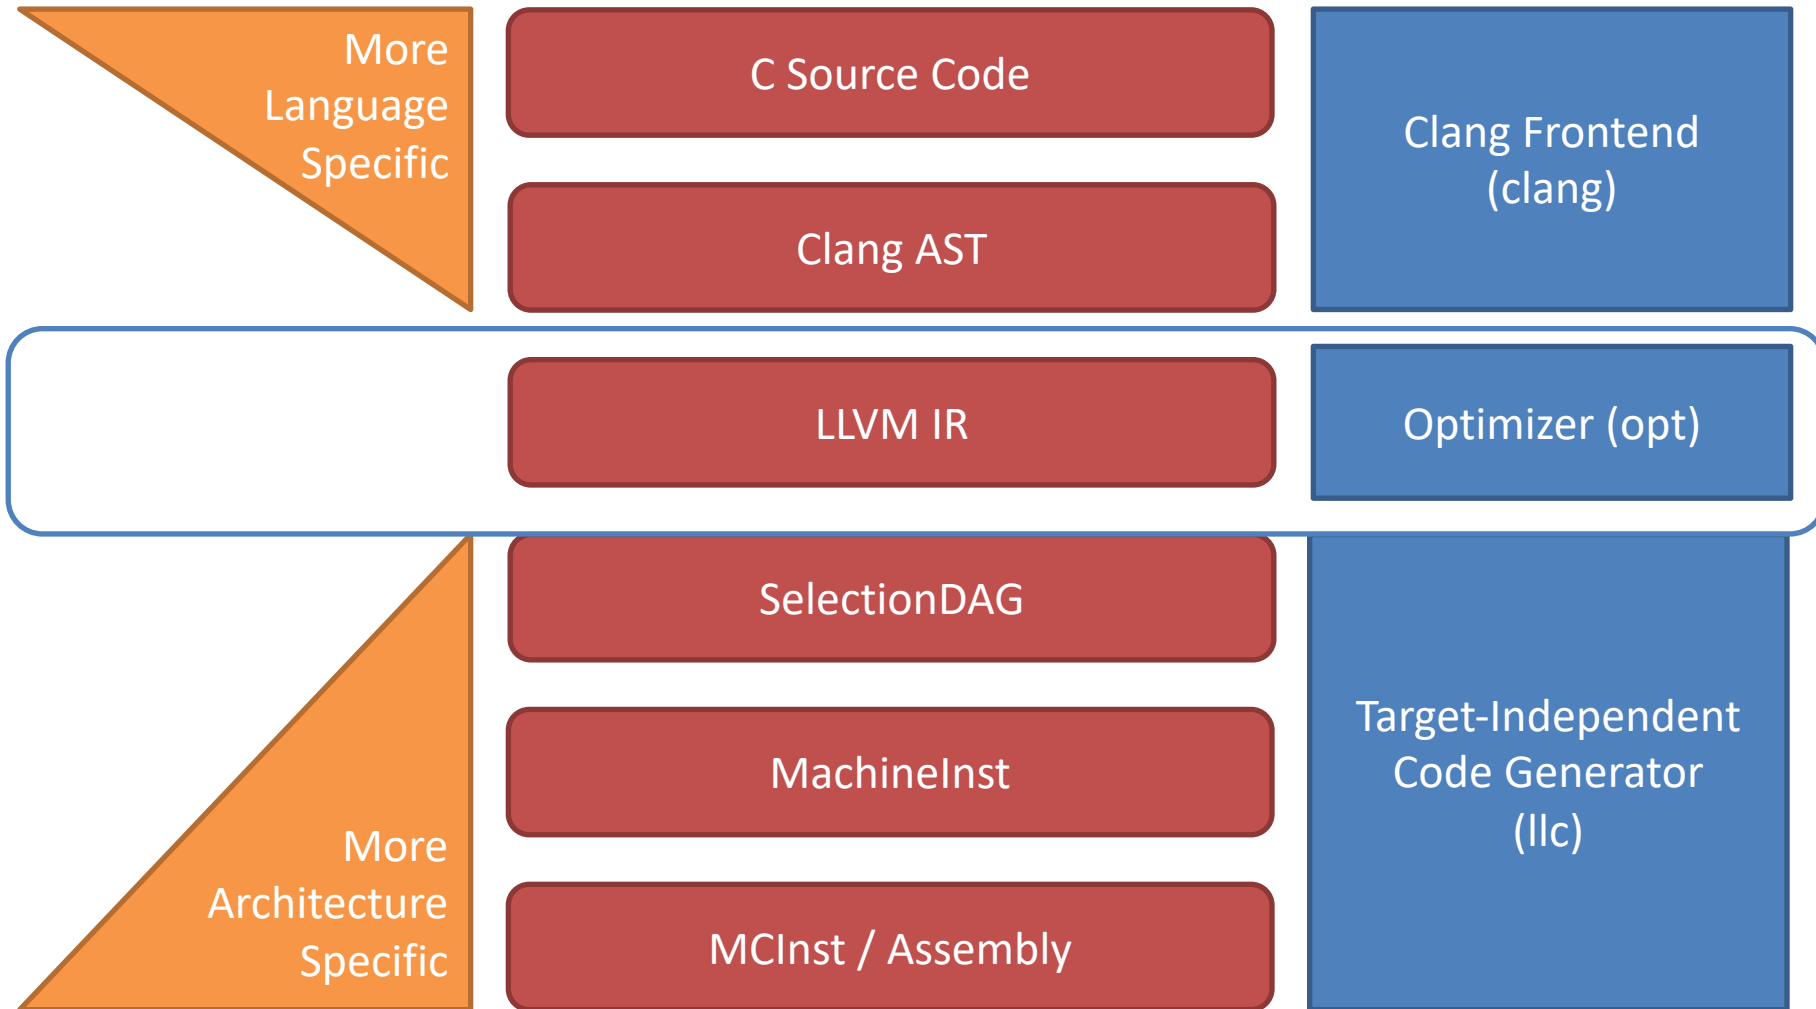 More
Language
Specific
C Source Code
Clang AST
Clang Frontend
(clang)
LLVM IR
Optimizer (opt)
SelectionDAG
MachineInst
MCInst / Assembly
More
Architecture
Specific
Target-Independent
Code Generator
(llc)